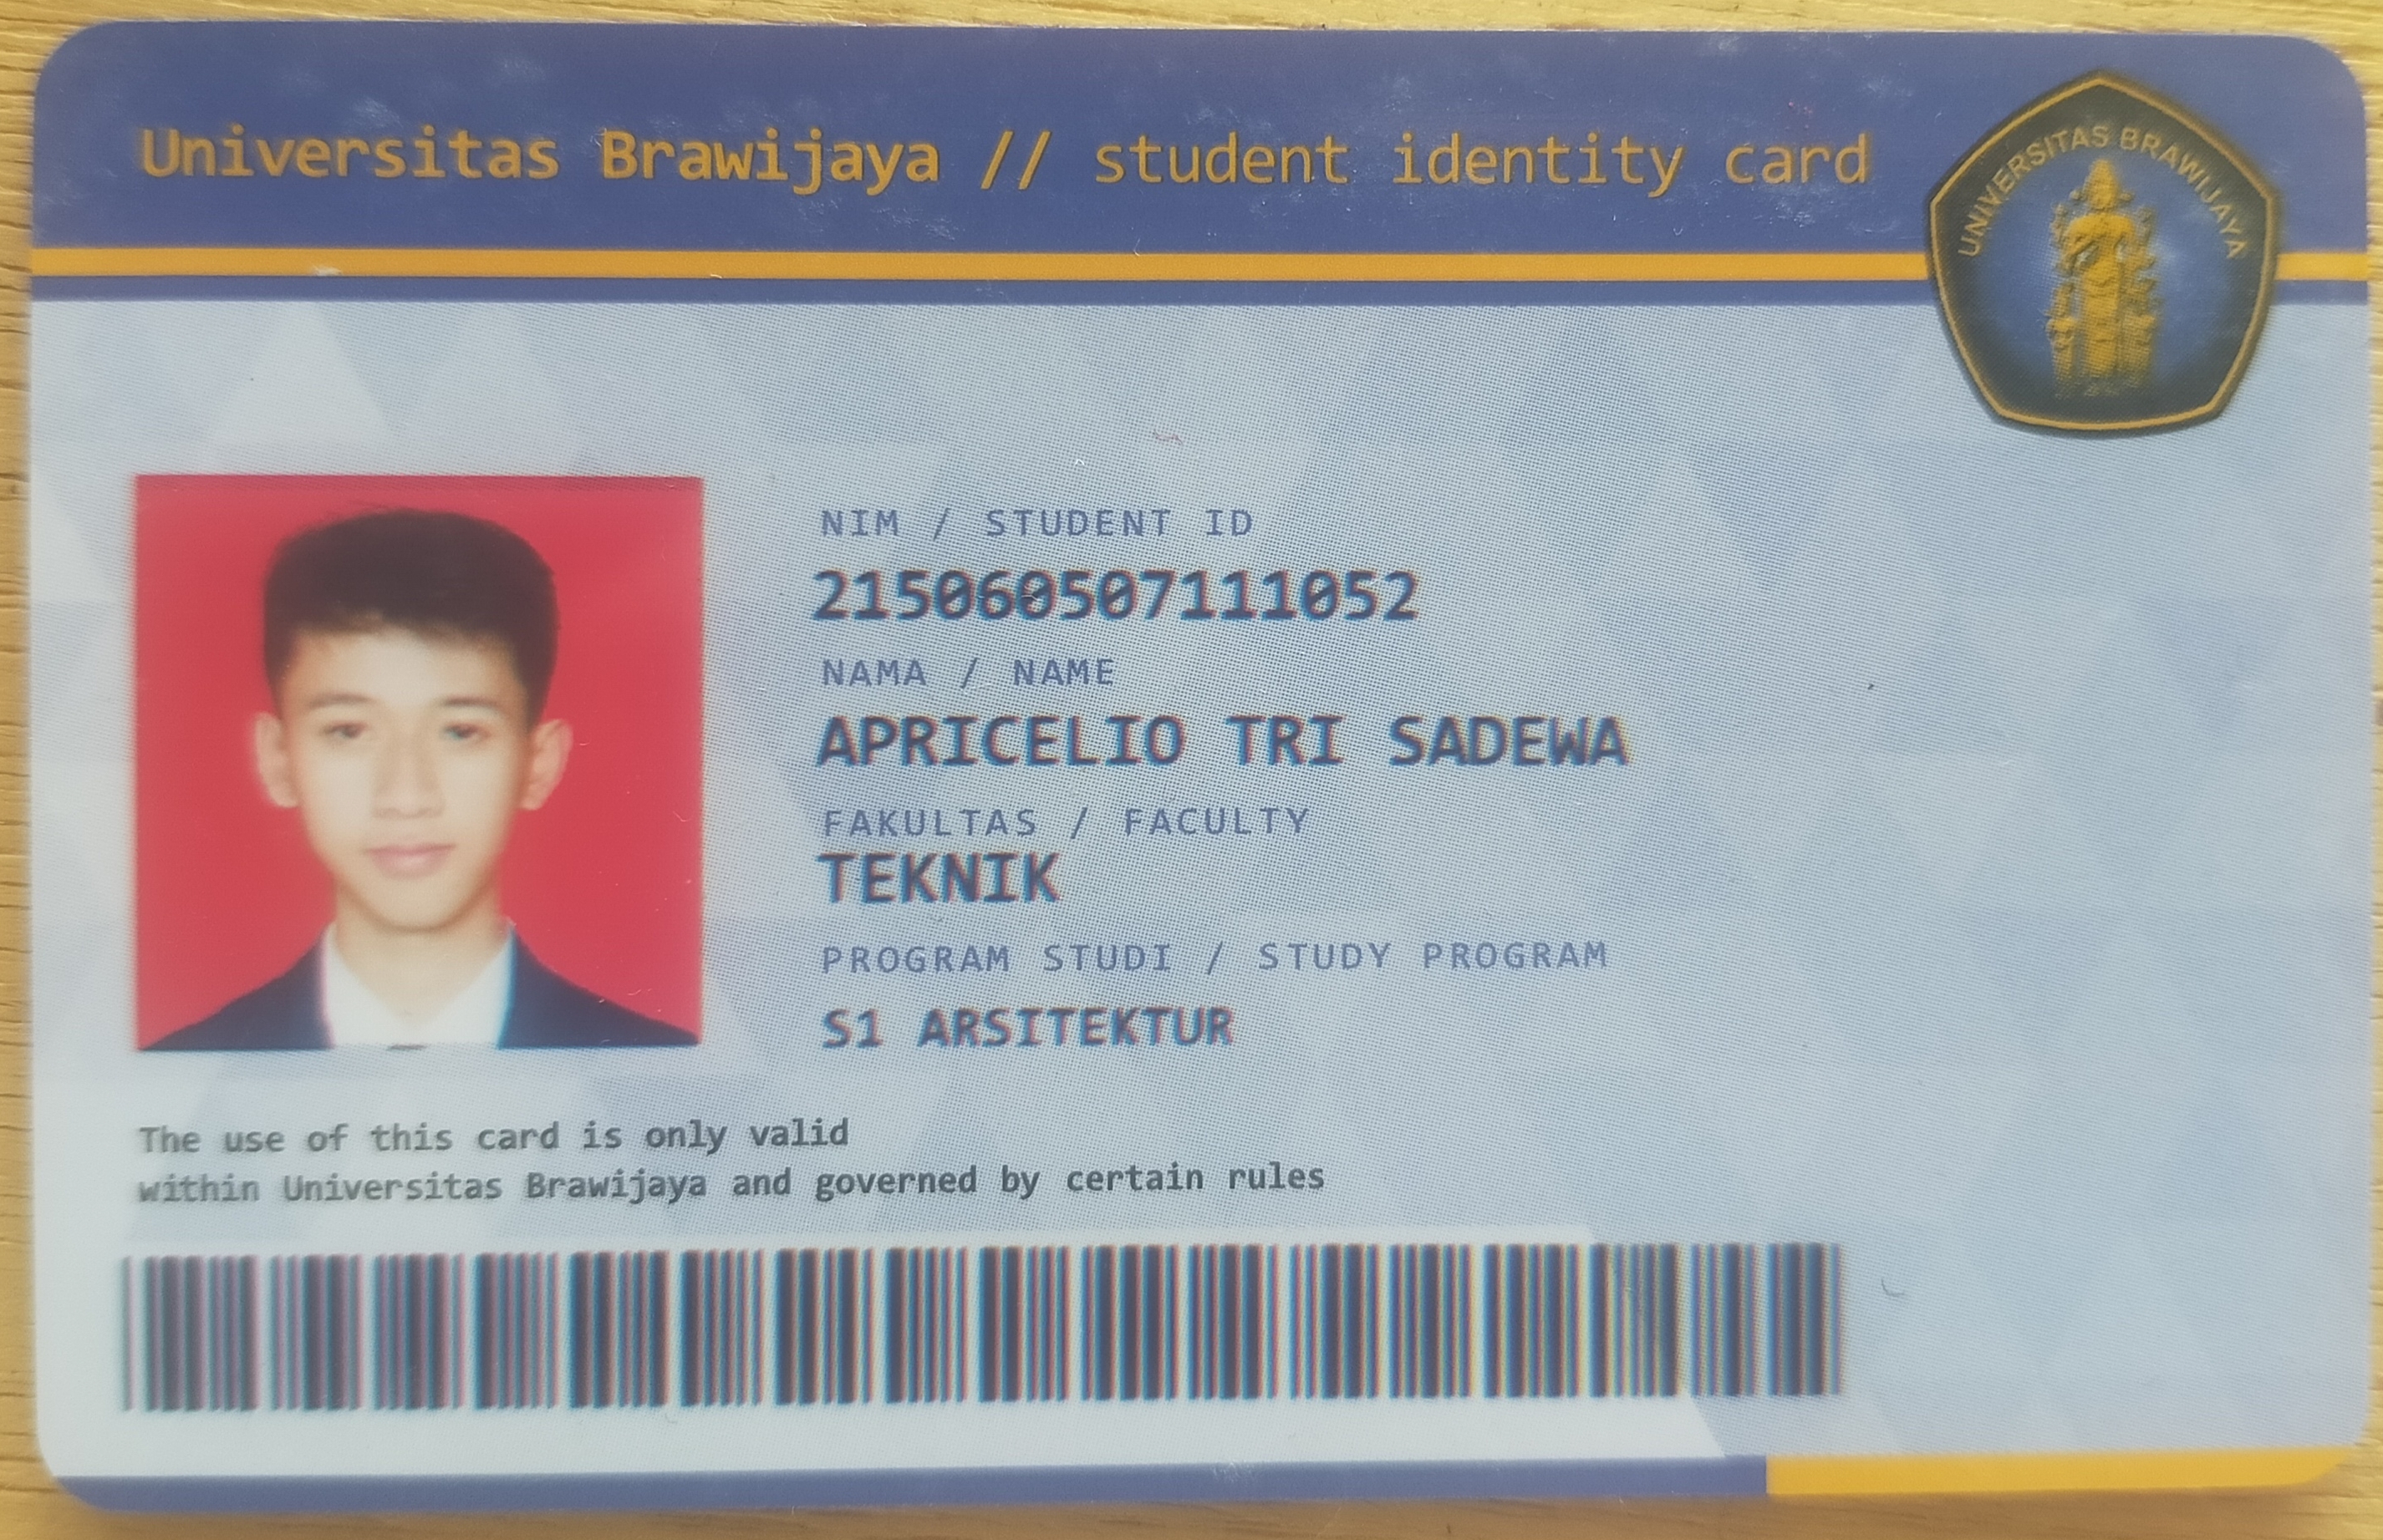 Universitas Brawijaya // student identity card
UNIVERSITAS BRAWIJAYA
NIM / STUDENT ID
215060507111052
NAMA / NAME
APRICELIO TRI SADEWA
FAKULTAS / FACULTY
TEKNIK
PROGRAM STUDI / STUDY PROGRAM
S1 ARSITEKTUR
The use of this card is only valid
within Universitas Brawijaya and governed by certain rules